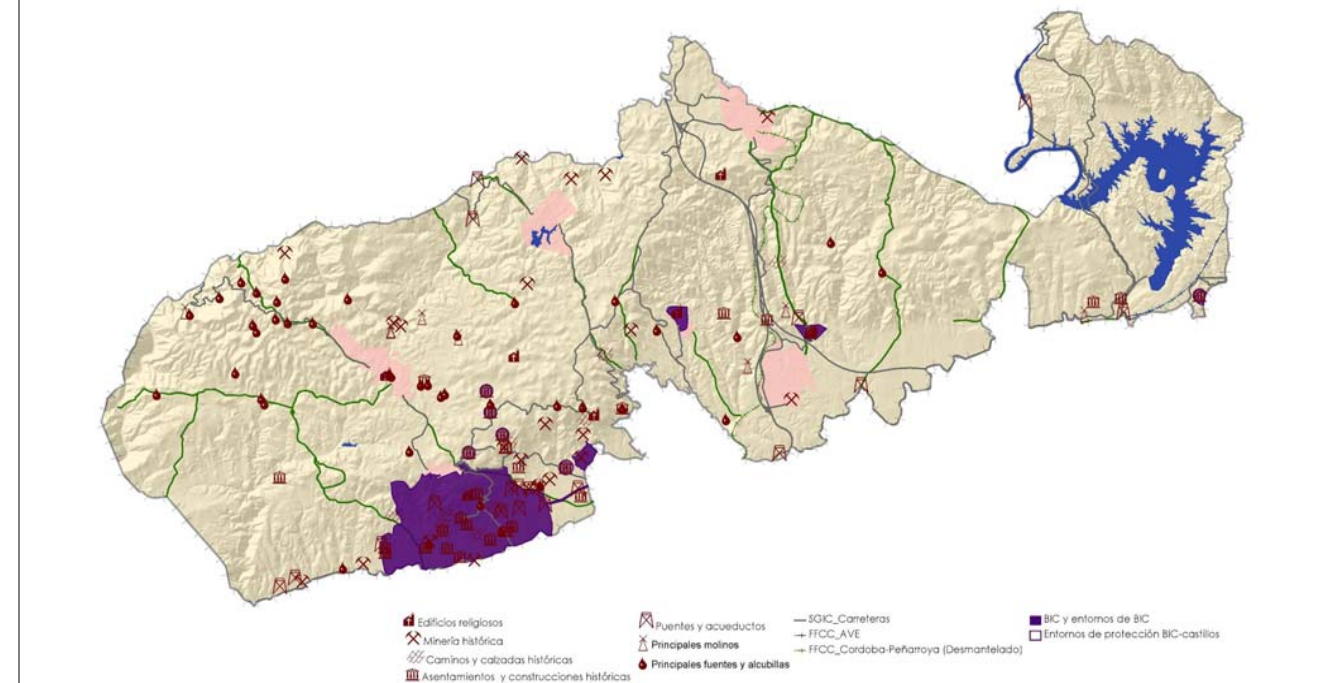 Edificios religiosos
Minería histórica
Caminos y calzadas históricas
Asentamientos y construcciones históricas
Puentes y acueductos
Principales molinos
Principales fuentes y alcubillas
SGIC_Carreteras
FFCC_AVE
FFCC_Cordoba-Peñarroya (Desmantelado)
BIC y entornos de BIC
Entornos de protección BIC-castillos